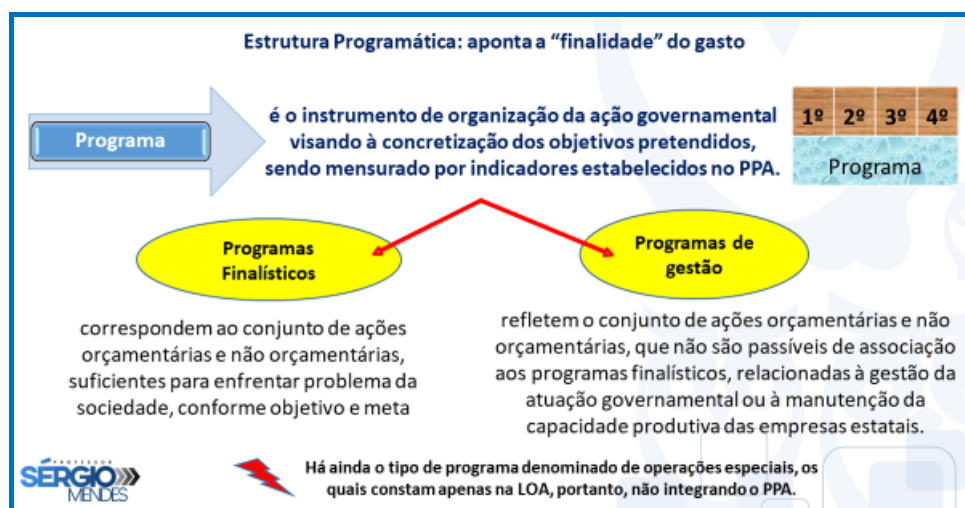 Estrutura Programática: aponta a “finalidade” do gasto
Programa
é o instrumento de organização da ação governamental
visando à concretização dos objetivos pretendidos,
sendo mensurado por indicadores estabelecidos no PPA.
1º 2º 3º 4º
Programa
Programas
Finalísticos
Programas de
gestão
correspondem ao conjunto de ações
orçamentárias e não orçamentárias,
suficientes para enfrentar problema da
sociedade, conforme objetivo e meta
refletem o conjunto de ações orçamentárias e não
orçamentárias, que não são passíveis de associação
aos programas finalísticos, relacionadas à gestão da
atuação governamental ou à manutenção da
capacidade produtiva das empresas estatais.
PROFESSOR
SÉRGIO
MENDES
Há ainda o tipo de programa denominado de operações especiais, os
quais constam apenas na LOA, portanto, não integrando o PPA.